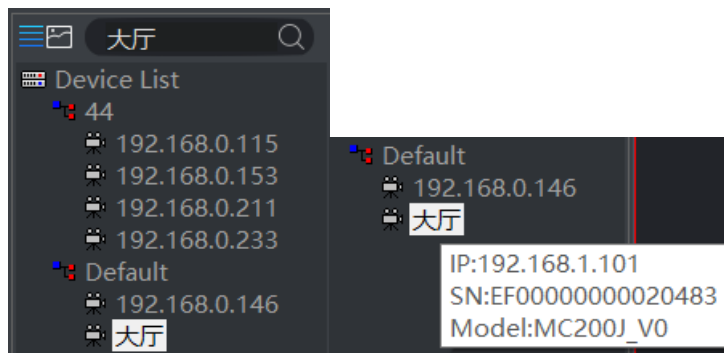 大厅
Device List
44
192.168.0.115
192.168.0.153
192.168.0.211
192.168.0.233
Default
192.168.0.146
大厅
Default
192.168.0.146
大厅
IP:192.168.1.101
SN:EF00000000020483
Model:MC200J_V0